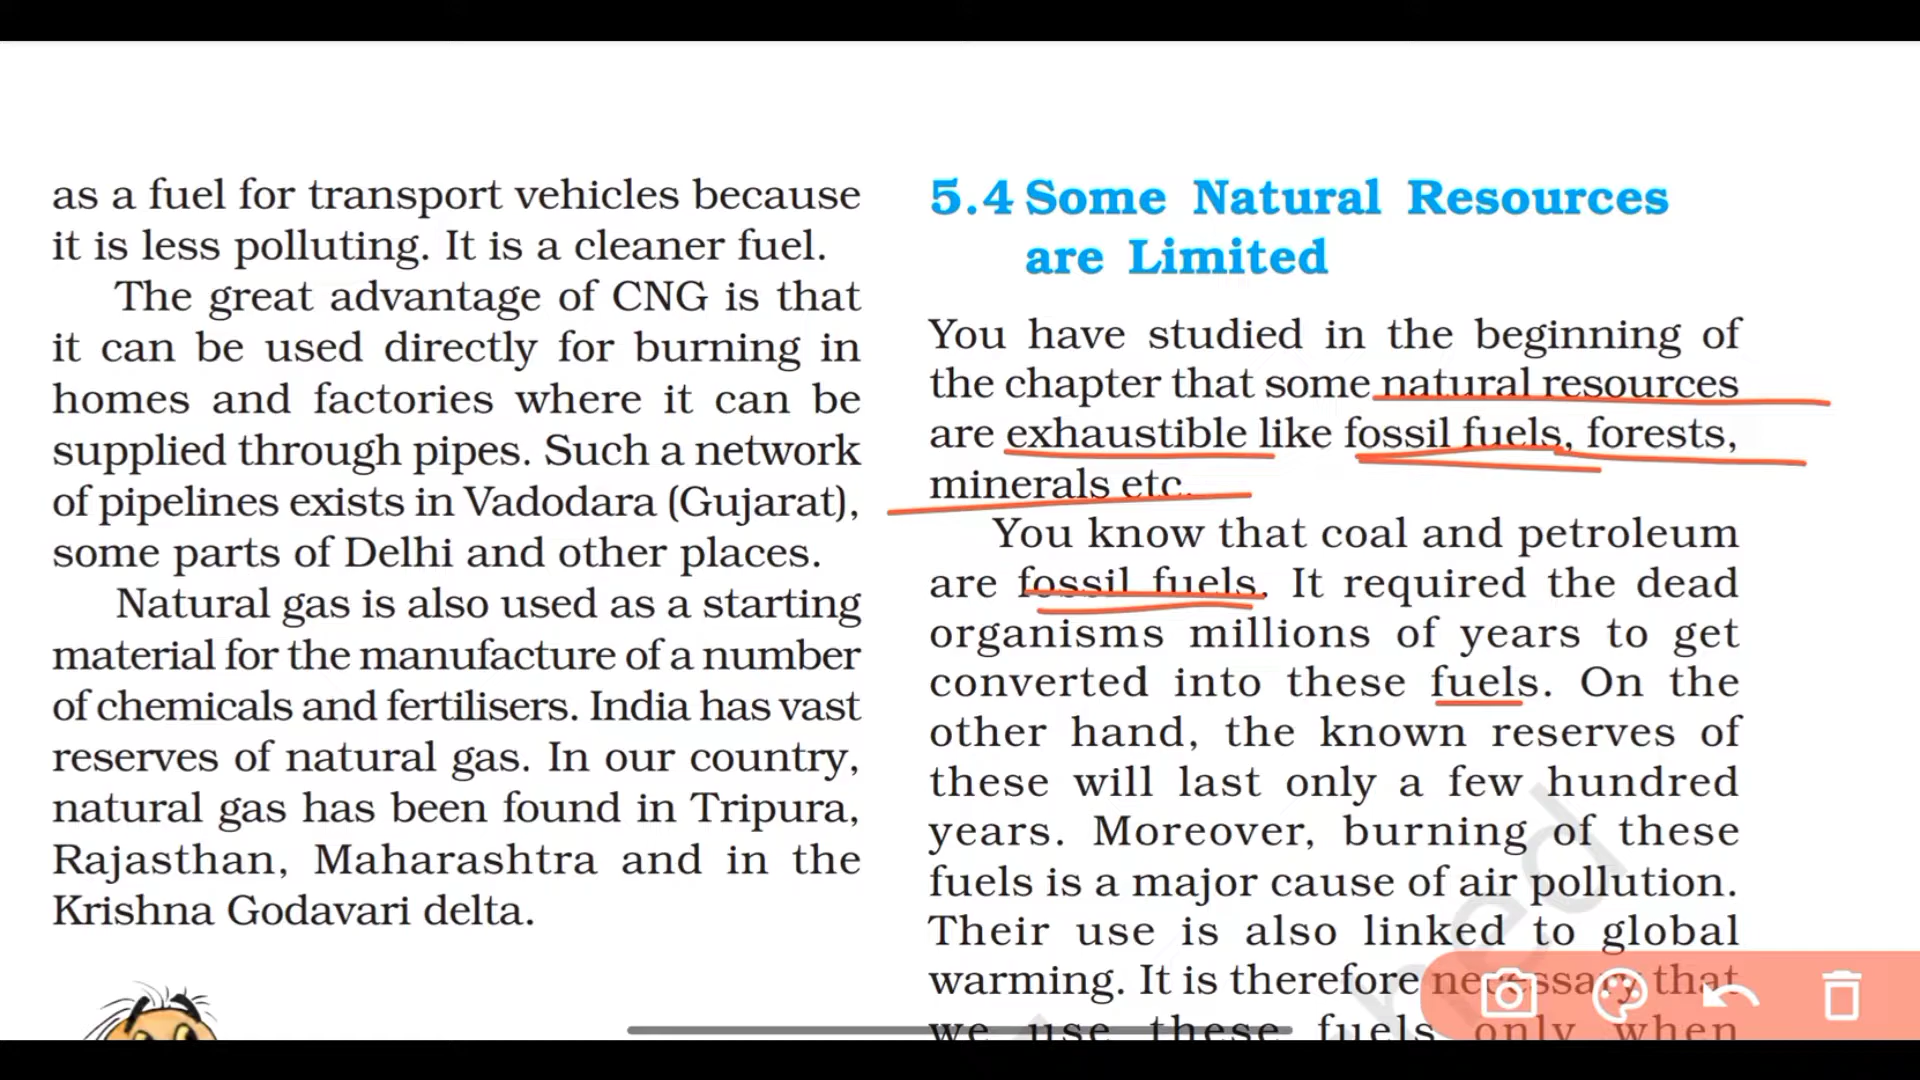 as a fuel for transport vehicles because
it is less polluting. It is a cleaner fuel.
The great advantage of CNG is that
it can be used directly for burning in
homes and factories where it can be
supplied through pipes. Such a network
of pipelines exists in Vadodara (Gujarat),
some parts of Delhi and other places.
Natural gas is also used as a starting
material for the manufacture of a number
of chemicals and fertilisers. India has vast
reserves of natural gas. In our country,
natural gas has been found in Tripura,
Rajasthan, Maharashtra and in the
Krishna Godavari delta.
5.4 Some Natural Resources
are Limited
You have studied in the beginning of
the chapter that some natural resources
are exhaustible like fossil fuels, forests,
minerals etc.
You know that coal and petroleum
are fossil fuels. It required the dead
organisms millions of years to get
converted into these fuels. On the
other hand, the known reserves of
these will last only a few hundred
years. Moreover, burning of these
fuels is a major cause of air pollution.
Their use is also linked to global
warming. It is therefore necessary that
we use these fuels only when